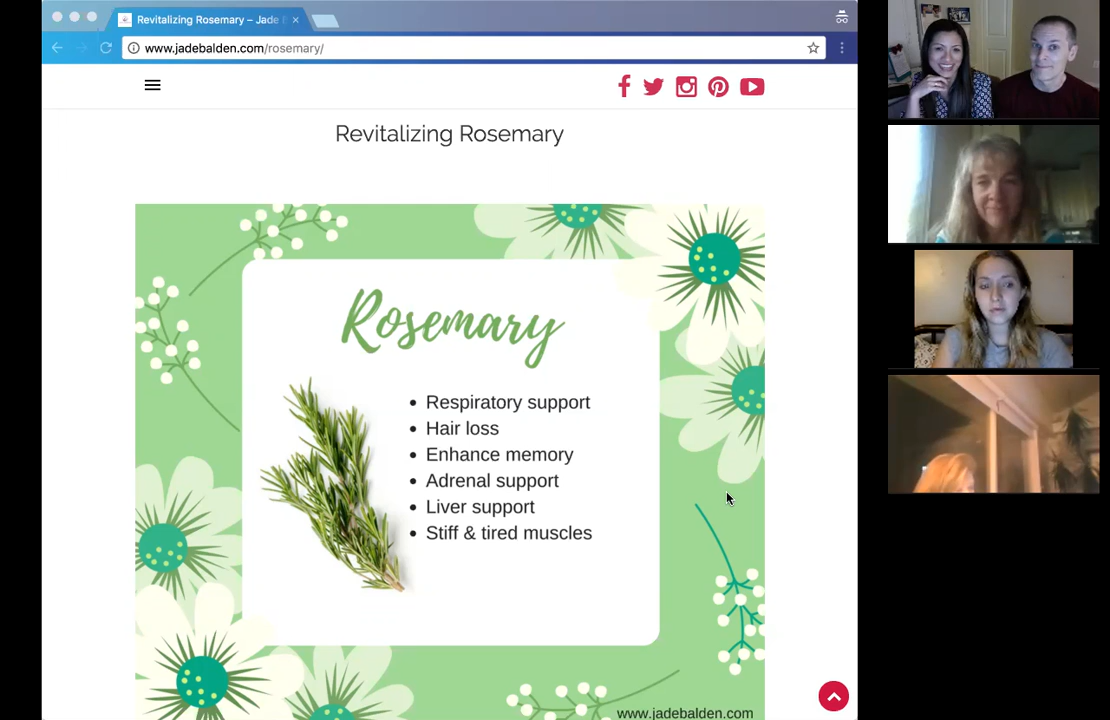 Revitalizing Rosemary – Jade
www.jadebalden.com/rosemary/
Revitalizing Rosemary
Rosemary
Respiratory support
Hair loss
Enhance memory
Adrenal support
Liver support
Stiff & tired muscles
www.jadebalden.com